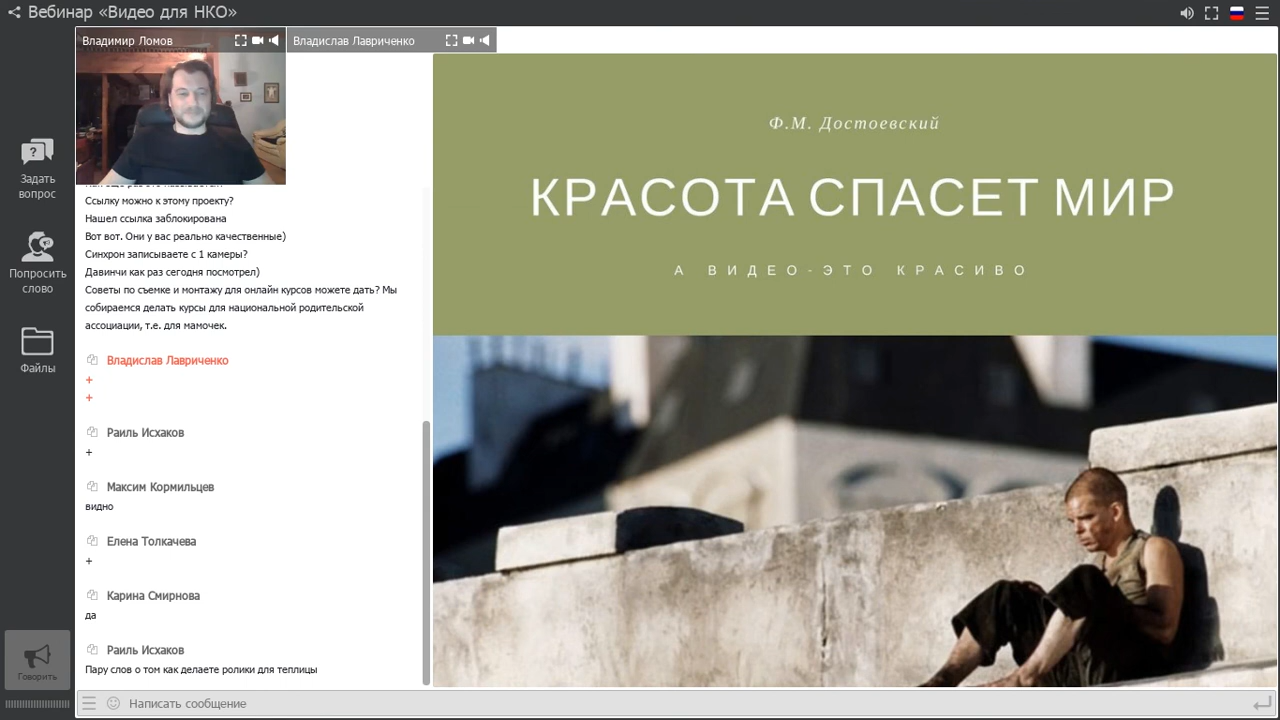 Вебинар «Видео для НКО»
Владимир Ломов
Владислав Лавриченко
Задать
вопрос
Попросить
слово
Файлы
Говорить
Ссылку можно к этому проекту?
Нашел ссылка заблокирована
Вот вот. Они у вас реально качественные)
Синхрон записываете с 1 камеры?
Давинчи как раз сегодня посмотрел)
Советы по съемке и монтажу для онлайн курсов можете дать? Мы
собираемся делать курсы для национальной родительской
ассоциации, т.е. для мамочек.
Владислав Лавриченко
+
+
Раиль Исхаков
+
Максим Кормильцев
видно
Елена Толкачева
+
Карина Смирнова
да
Раиль Исхаков
Пару слов о том как делаете ролики для теплицы
Написать сообщение
Ф.М. Достоевский
КРАСОТА СПАСЕТ МИР
А ВИДЕО-ЭТО КРАСИВО